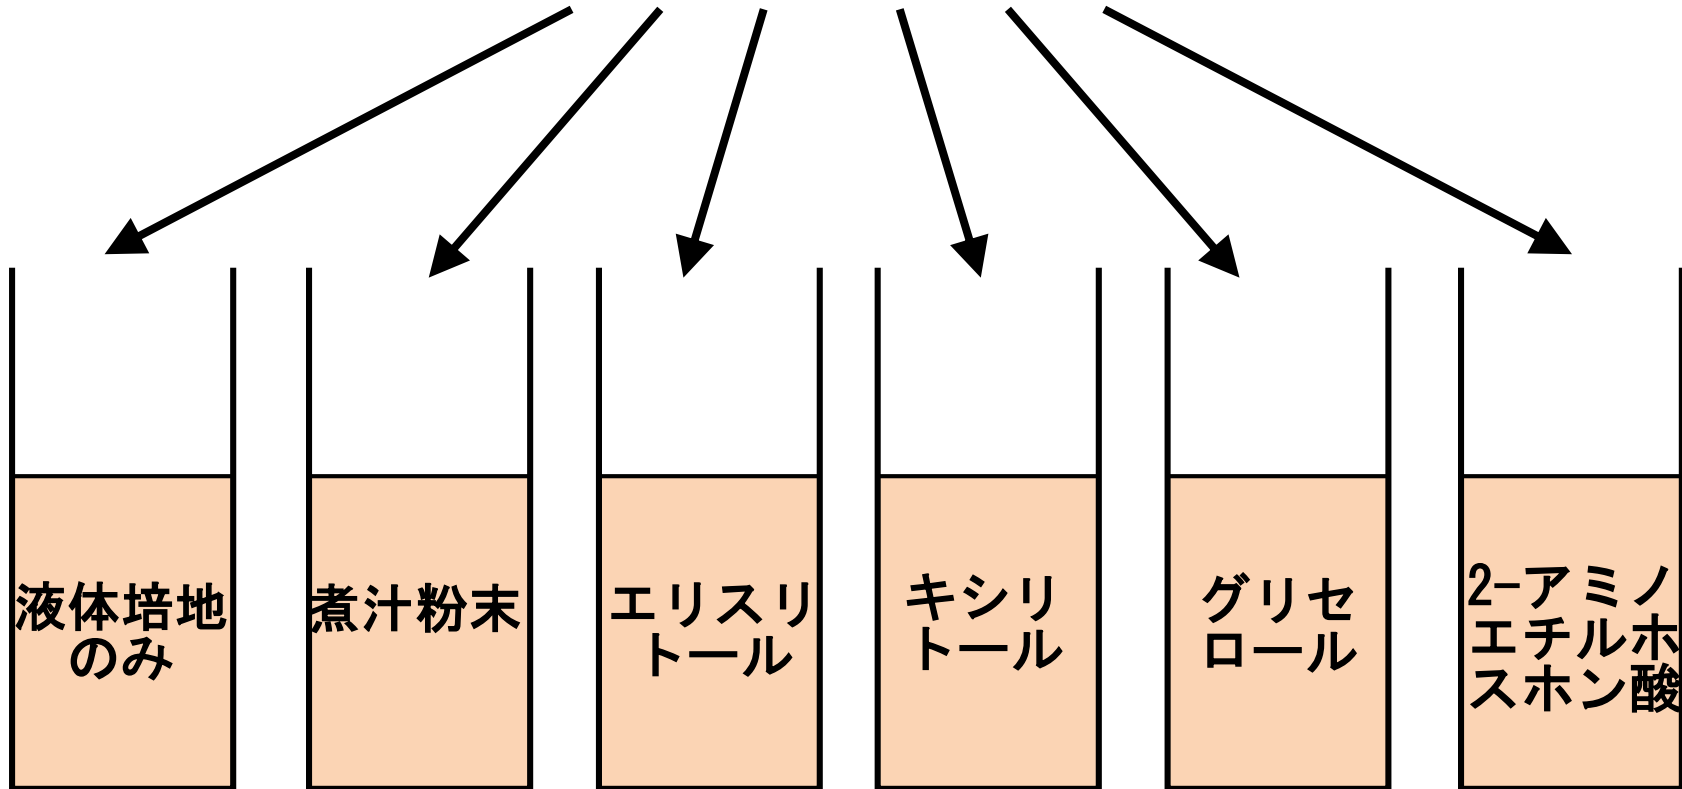 液体培地
のみ
煮汁粉末
エリスリ
トール
キシリ
トール
グリセ
ロール
2-アミノ
エチルホ
スホン酸